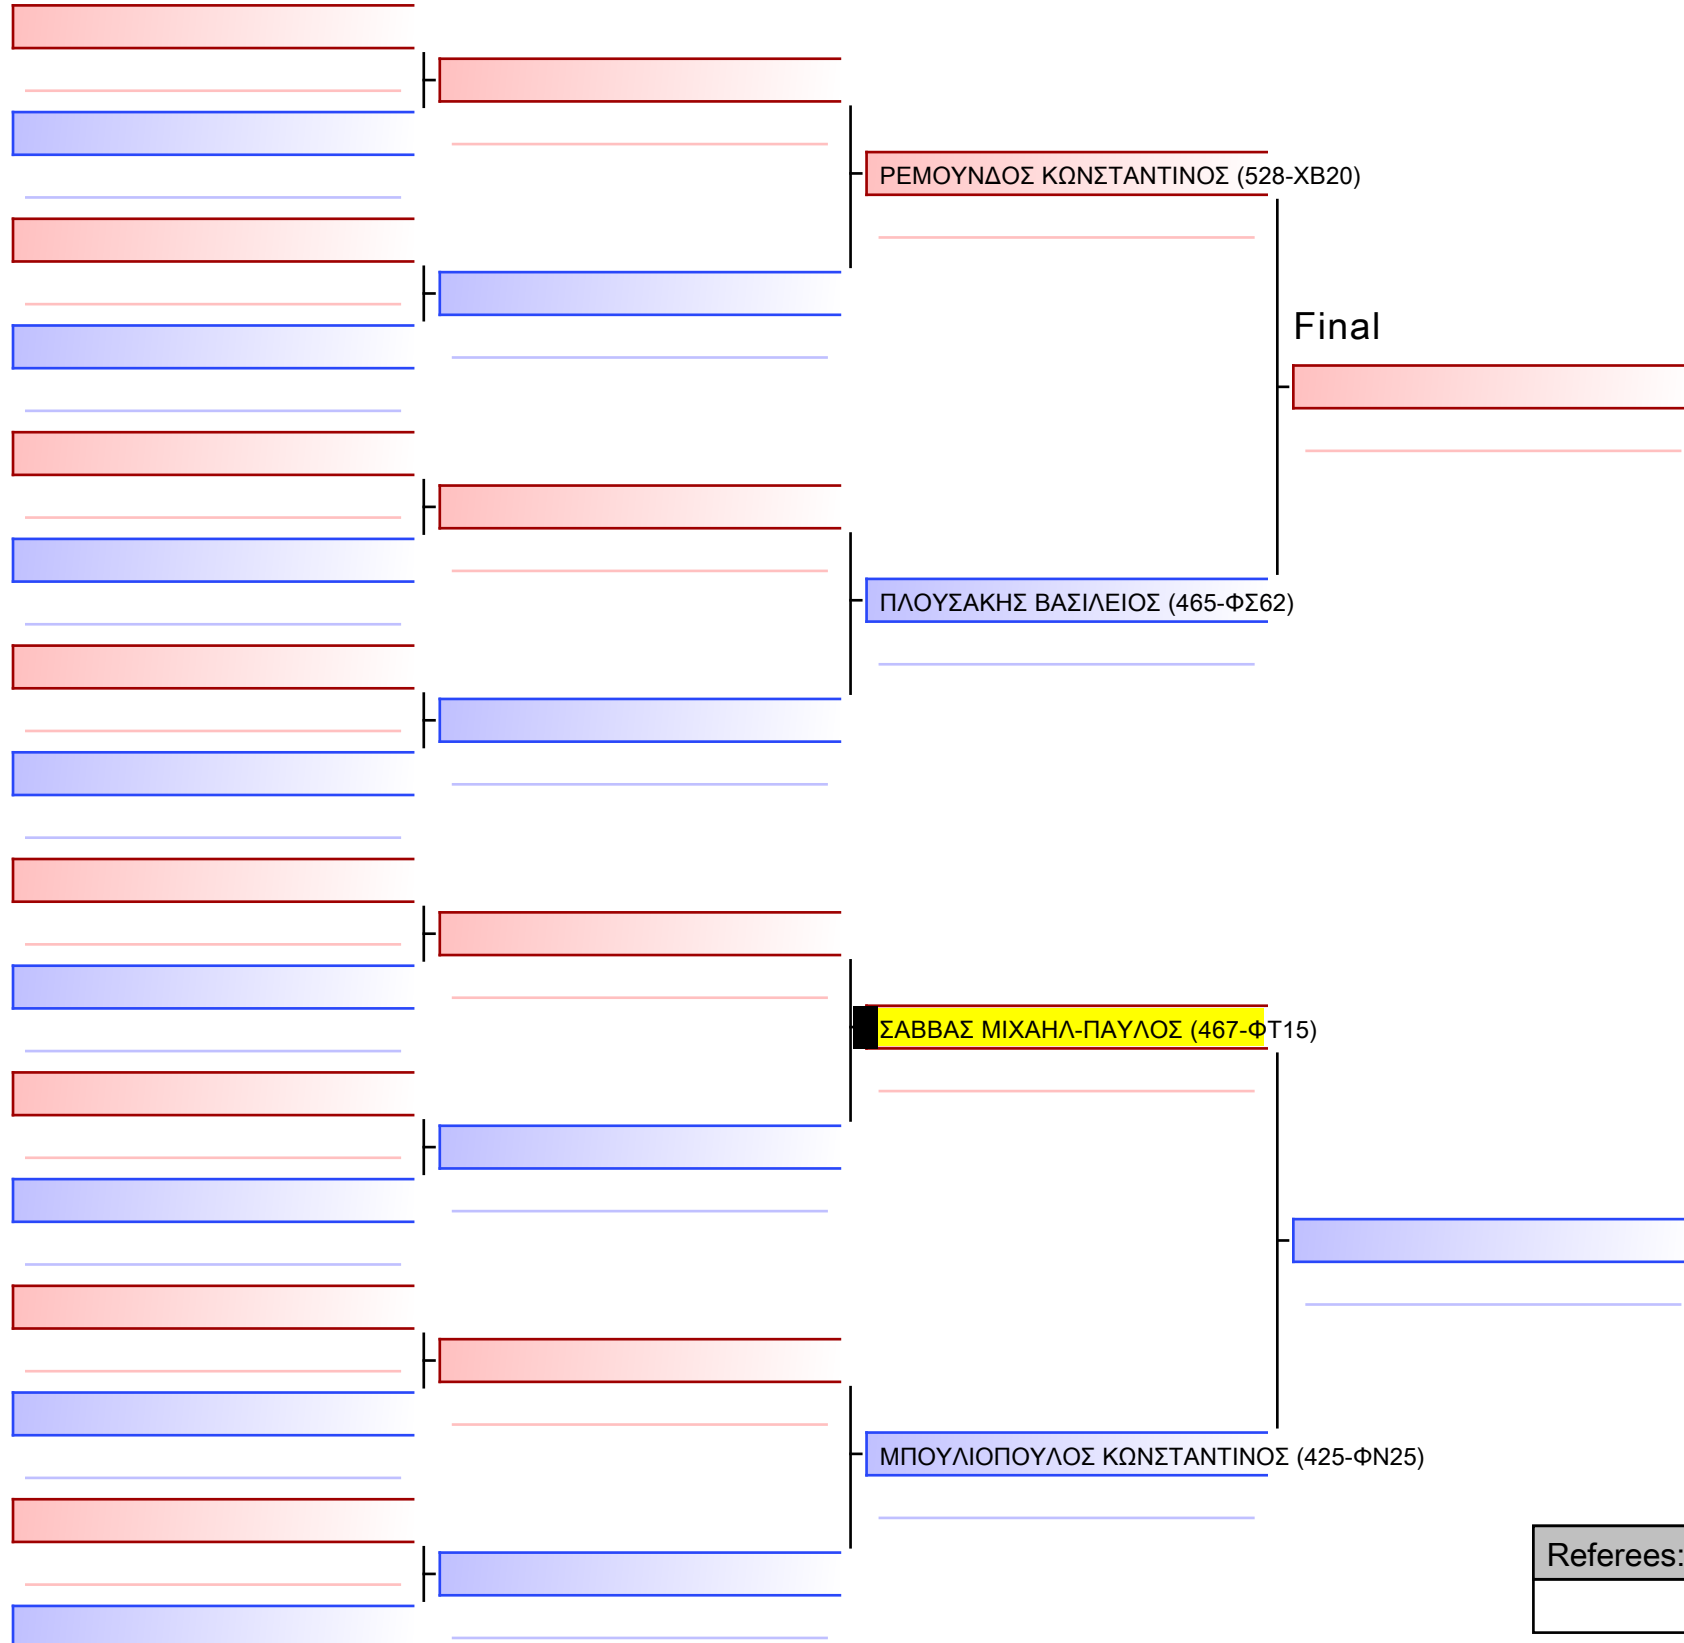 ΡΕΜΟΥΝΔΟΣ ΚΩΝΣΤΑΝΤΙΝΟΣ (528-ΧΒ20)
Final
ΠΛΟΥΣΑΚΗΣ ΒΑΣΙΛΕΙΟΣ (465-ΦΣ62)
ΣΑΒΒΑΣ ΜΙΧΑΗΛ-ΠΑΥΛΟΣ (467-ΦΤ15)
ΜΠΟΥΛΙΟΠΟΥΛΟΣ ΚΩΝΣΤΑΝΤΙΝΟΣ (425-ΦΝ25)
Referees: